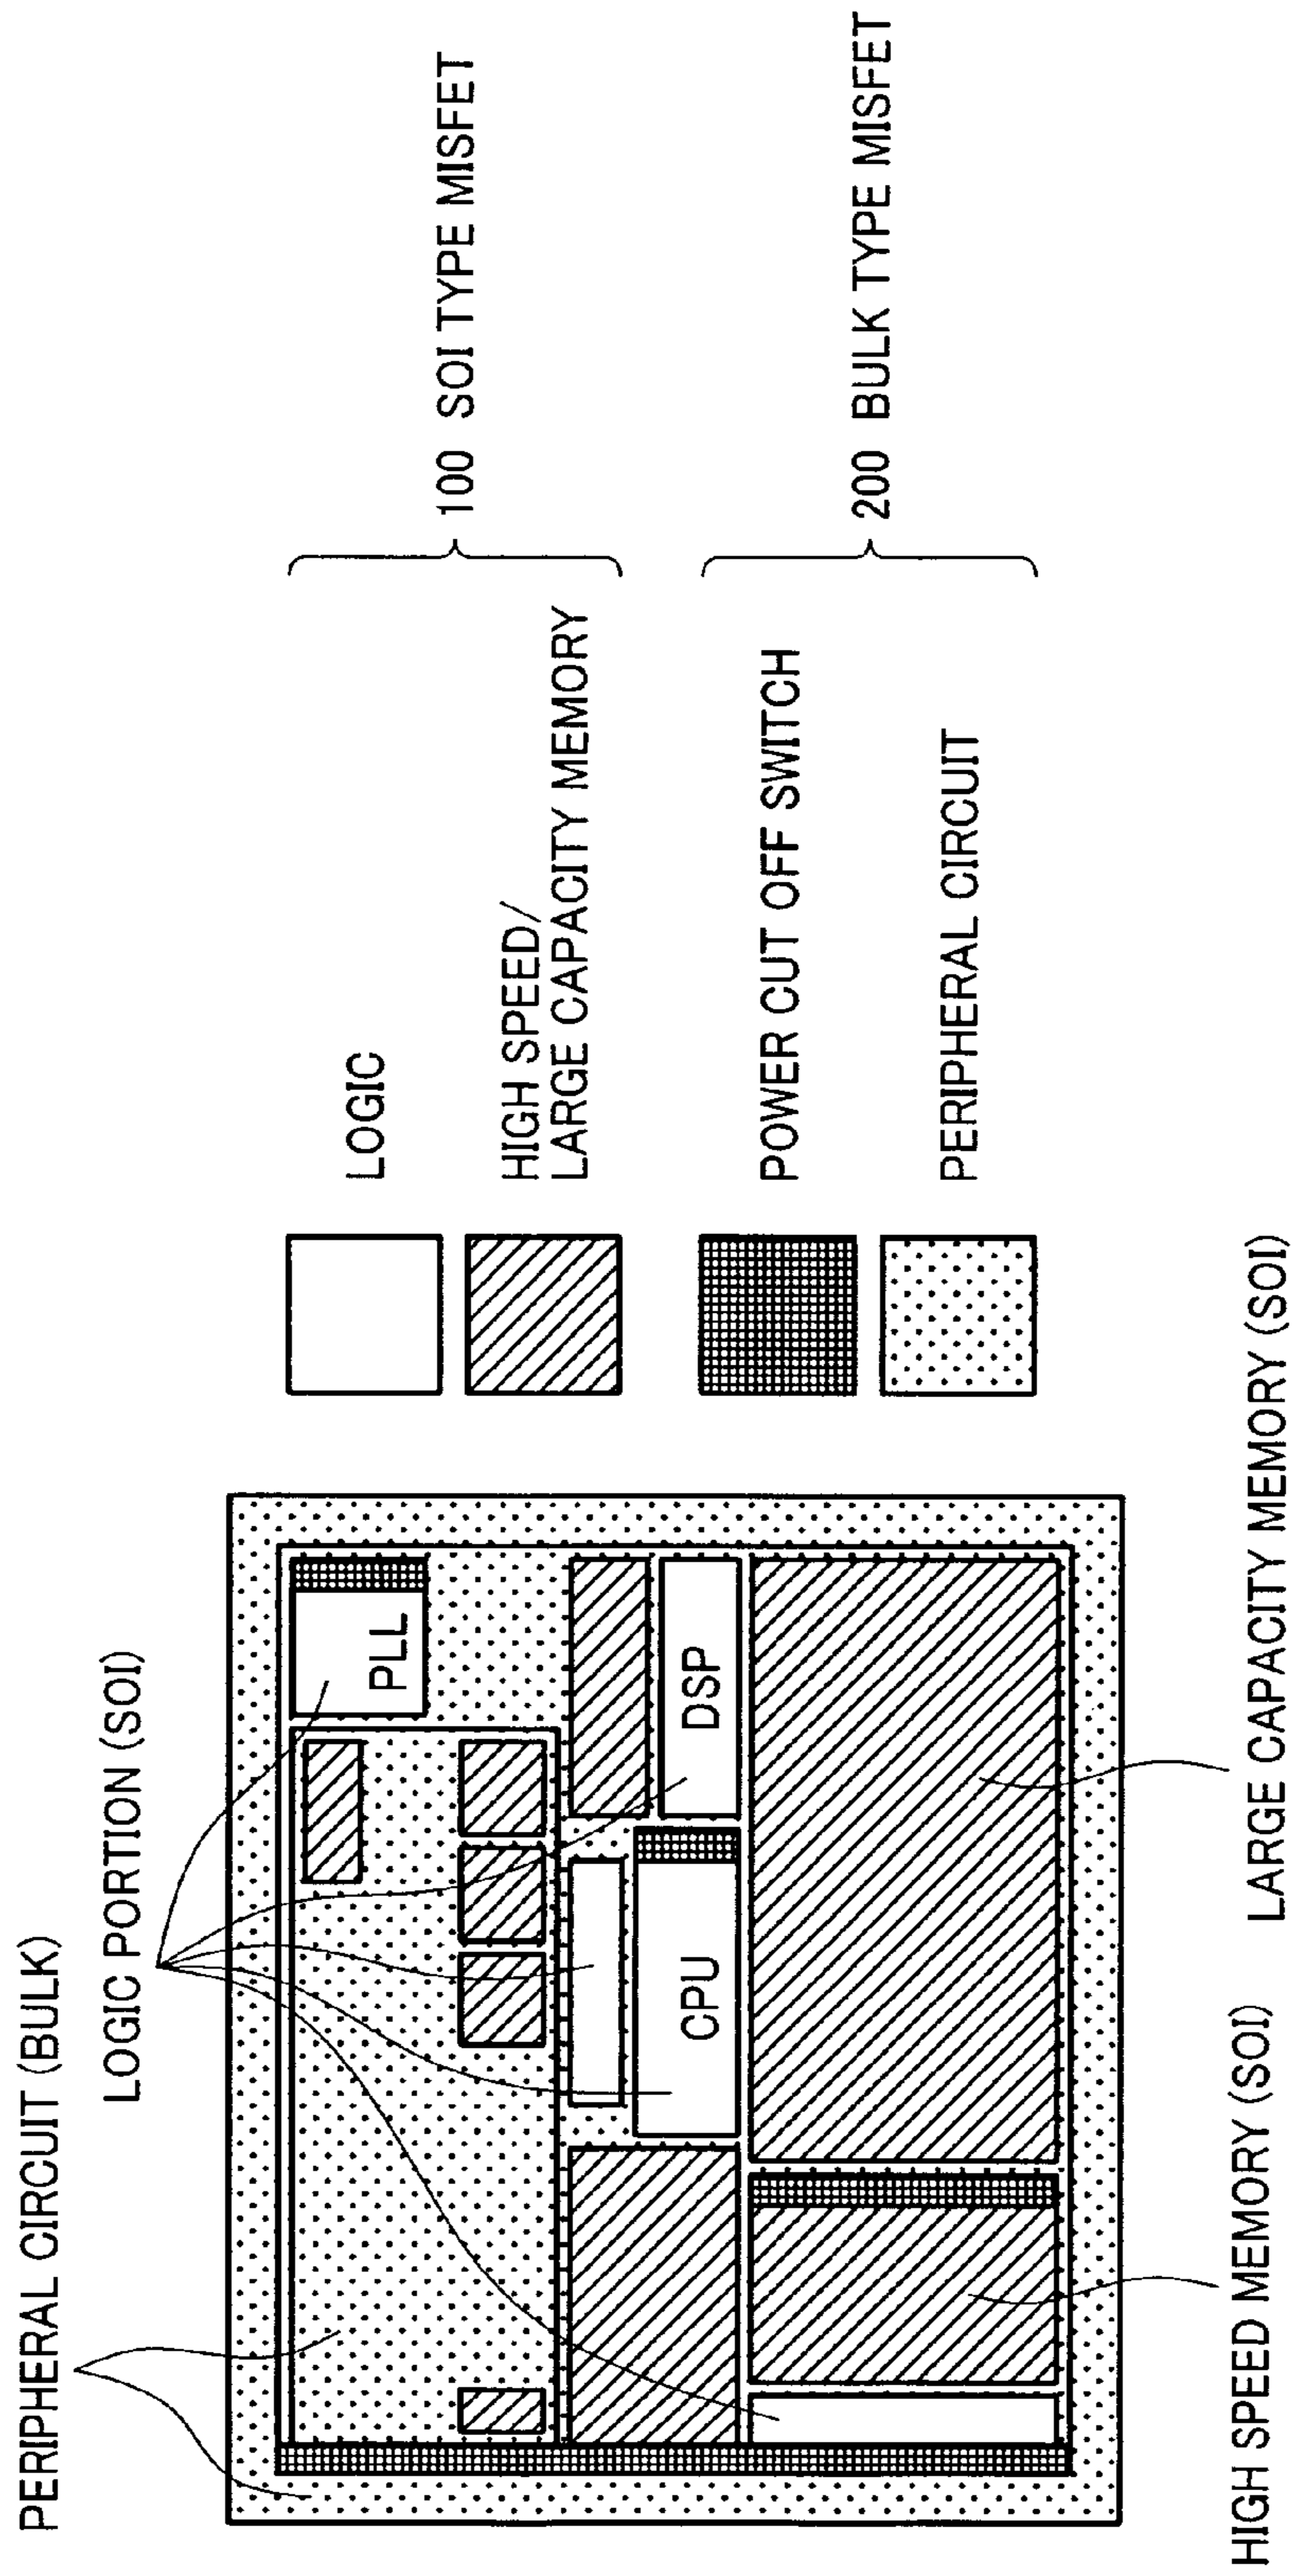 PERIPHERAL CIRCUIT (BULK)
LOGIC PORTION (SOI)
PLL
DSP
CPU
HIGH SPEED MEMORY (SOI)
LARGE CAPACITY MEMORY (SOI)
LOGIC
HIGH SPEED/
LARGE CAPACITY MEMORY
100 SOI TYPE MISFET
POWER CUT OFF SWITCH
PERIPHERAL CIRCUIT
200 BULK TYPE MISFET